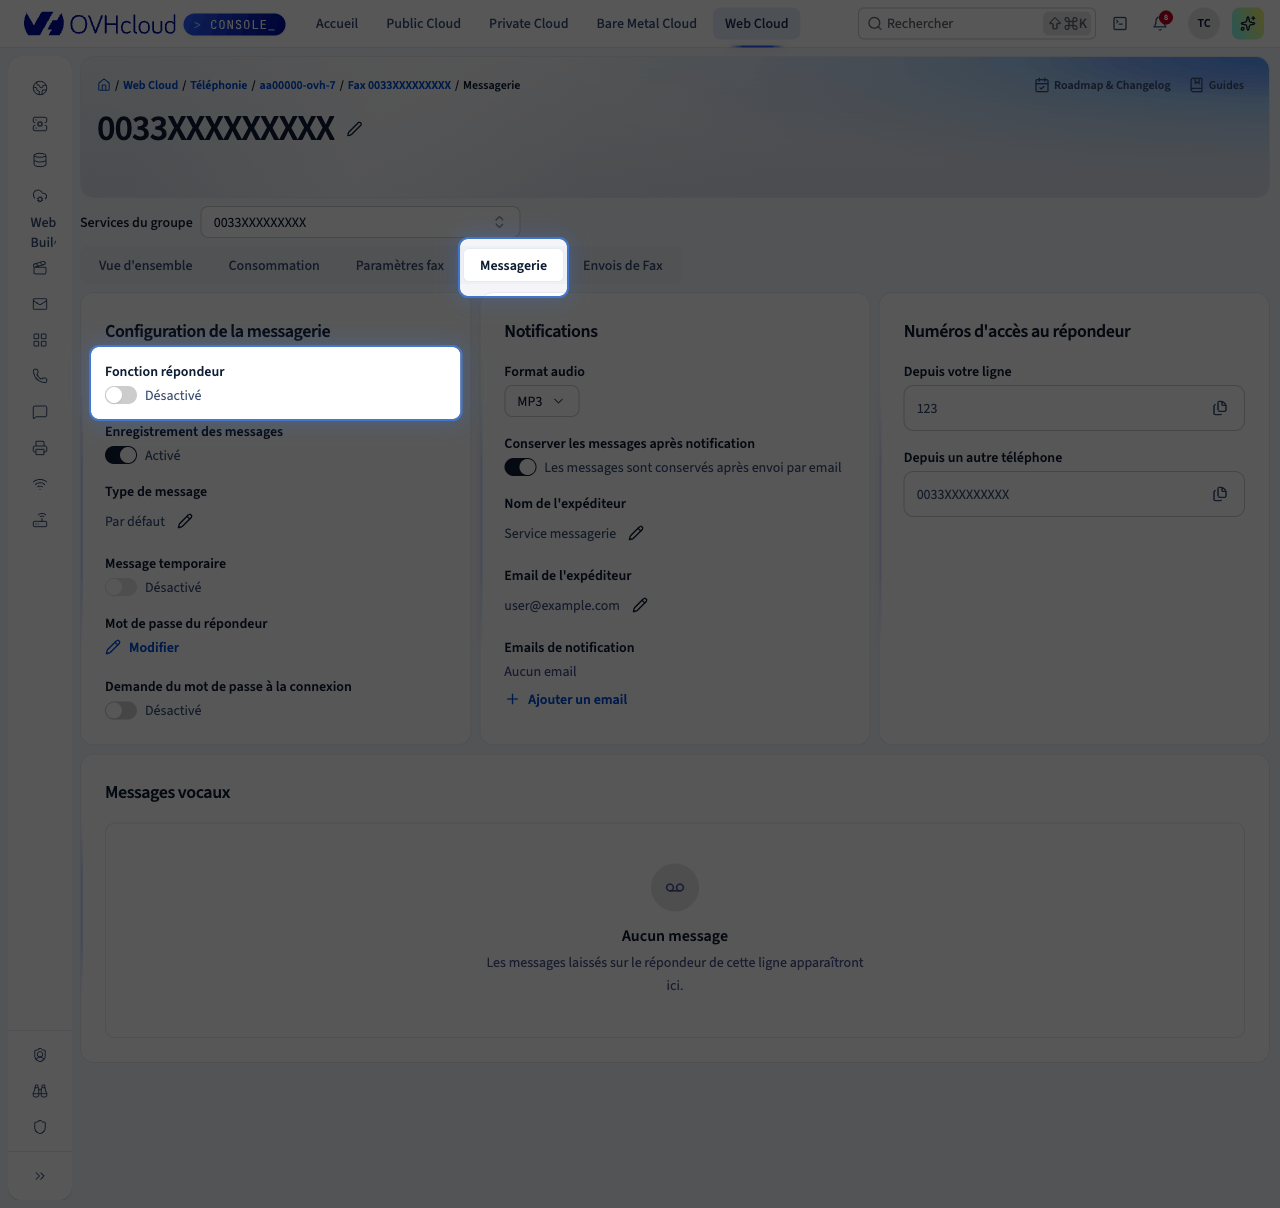 OVHcloud > CONSOLE_
Accueil Public Cloud Private Cloud Bare Metal Cloud Web Cloud
Rechercher ⇧⌘K
6
TC
/ Web Cloud / Téléphonie / aa00000-ovh-7 / Fax 0033XXXXXXXXX / Messagerie
Roadmap & Changelog Guides
0033XXXXXXXXX
Web
Services du groupe 0033XXXXXXXXX
Vue d'ensemble Consommation Paramètres fax Messagerie Envois de Fax
Configuration de la messagerie
Fonction répondeur
Désactivé
Enregistrement des messages
Activé
Type de message
Par défaut
Message temporaire
Désactivé
Mot de passe du répondeur
Modifier
Demande du mot de passe à la connexion
Désactivé
Notifications
Format audio
MP3
Conserver les messages après notification
Les messages sont conservés après envoi par email
Nom de l'expéditeur
Service messagerie
Email de l'expéditeur
user@example.com
Emails de notification
Aucun email
+ Ajouter un email
Numéros d'accès au répondeur
Depuis votre ligne
123
Depuis un autre téléphone
0033XXXXXXXXX
Messages vocaux
Aucun message
Les messages laissés sur le répondeur de cette ligne apparaîtront
ici.